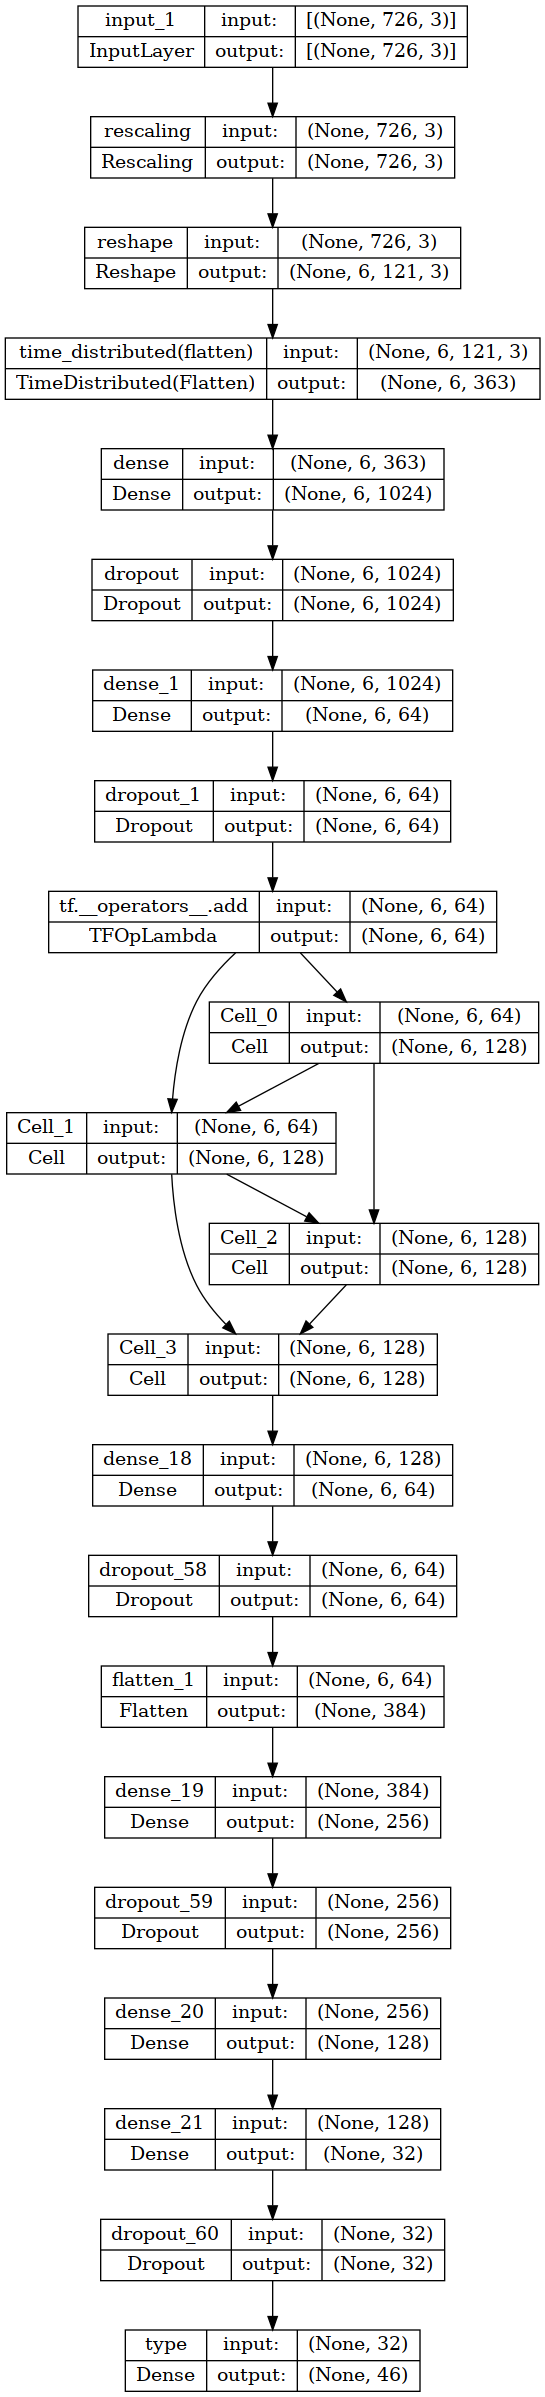 input_1 input: [(None, 726, 3)]
InputLayer output: [(None, 726, 3)]
rescaling input: (None, 726, 3)
Rescaling output: (None, 726, 3)
reshape input: (None, 726, 3)
Reshape output: (None, 6, 121, 3)
time_distributed(flatten) input: (None, 6, 121, 3)
TimeDistributed(Flatten) output: (None, 6, 363)
dense input: (None, 6, 363)
Dense output: (None, 6, 1024)
dropout input: (None, 6, 1024)
Dropout output: (None, 6, 1024)
dense_1 input: (None, 6, 1024)
Dense output: (None, 6, 64)
dropout_1 input: (None, 6, 64)
Dropout output: (None, 6, 64)
tf.__operators__.add input: (None, 6, 64)
TFOpLambda output: (None, 6, 64)
Cell_0 input: (None, 6, 64)
Cell output: (None, 6, 128)
Cell_1 input: (None, 6, 64)
Cell output: (None, 6, 128)
Cell_2 input: (None, 6, 128)
Cell output: (None, 6, 128)
Cell_3 input: (None, 6, 128)
Cell output: (None, 6, 128)
dense_18 input: (None, 6, 128)
Dense output: (None, 6, 64)
dropout_58 input: (None, 6, 64)
Dropout output: (None, 6, 64)
flatten_1 input: (None, 6, 64)
Flatten output: (None, 384)
dense_19 input: (None, 384)
Dense output: (None, 256)
dropout_59 input: (None, 256)
Dropout output: (None, 256)
dense_20 input: (None, 256)
Dense output: (None, 128)
dense_21 input: (None, 128)
Dense output: (None, 32)
dropout_60 input: (None, 32)
Dropout output: (None, 32)
type input: (None, 32)
Dense output: (None, 46)